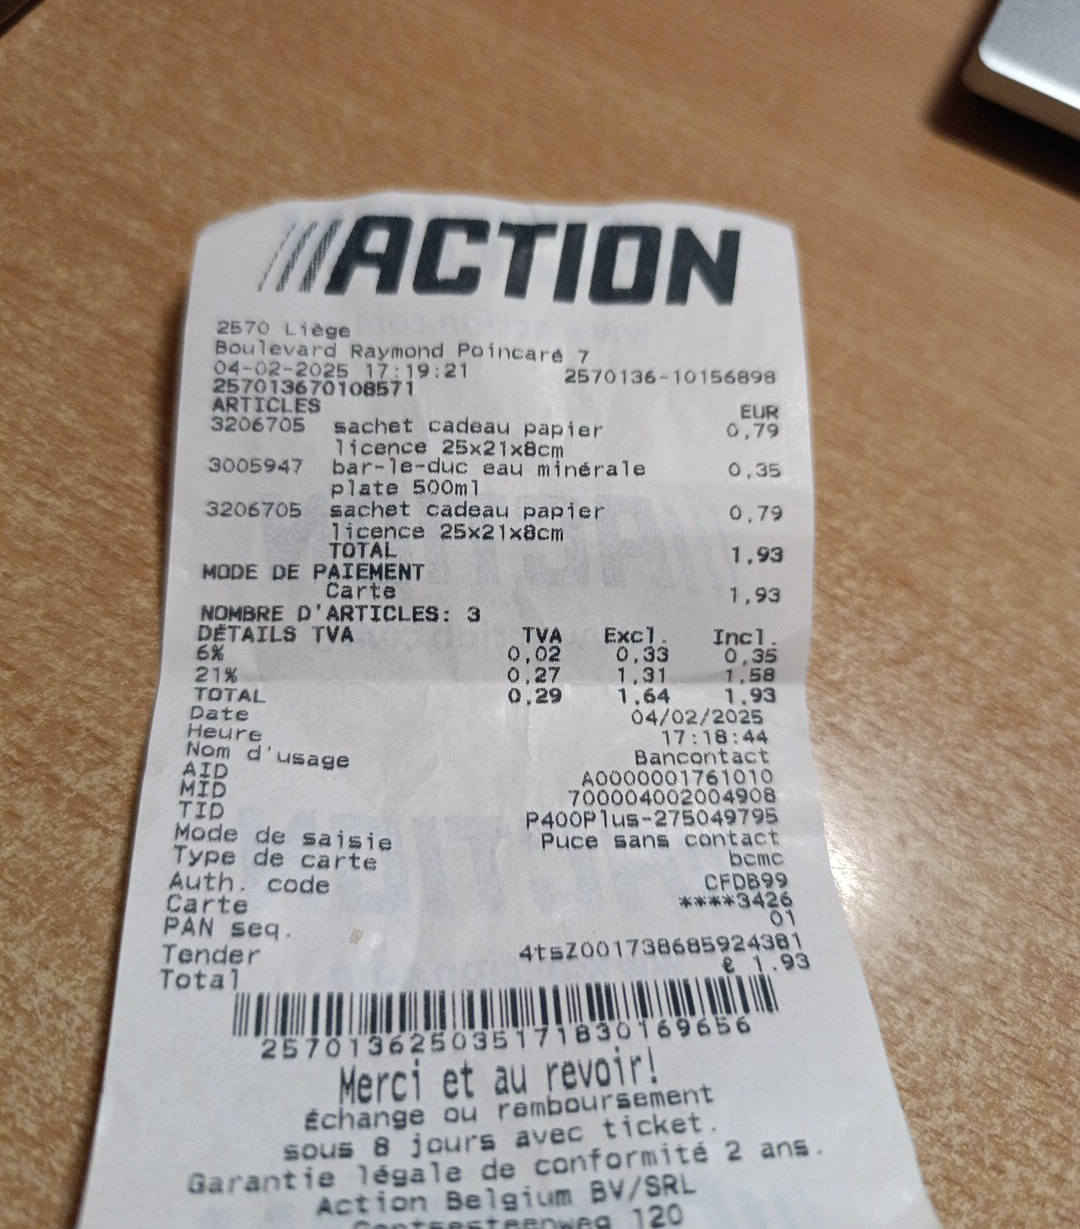 ACTION
2570 Liège
Boulevard Raymond Poincaré 7
04-02-2025 17:19:21 2570136-10156898
257013670108571
ARTICLES EUR
3206705 sachet cadeau papier 0,79
licence 25x21x8cm
3005947 bar-le-duc eau minérale 0,35
plate 500ml
3206705 sachet cadeau papier 0,79
licence 25x21x8cm
TOTAL 1,93
MODE DE PAIEMENT
Carte 1,93
NOMBRE D'ARTICLES: 3
DÉTAILS TVA TVA Excl. Incl.
6% 0,02 0,33 0,35
21% 0,27 1,31 1,58
TOTAL 0,29 1,64 1,93
Date 04/02/2025
Heure 17:18:44
Nom d'usage Bancontact
AID A0000001761010
MID 700004002004908
TID P400Plus-275049795
Mode de saisie Puce sans contact
Type de carte bcmc
Auth. code CFDB99
Carte ****3426
PAN seq. 01
Tender 4tsZ001738685924381
Total € 1.93
257013625035171830169656
Merci et au revoir!
Échange ou remboursement
sous 8 jours avec ticket.
Garantie légale de conformité 2 ans.
Action Belgium BV/SRL
120